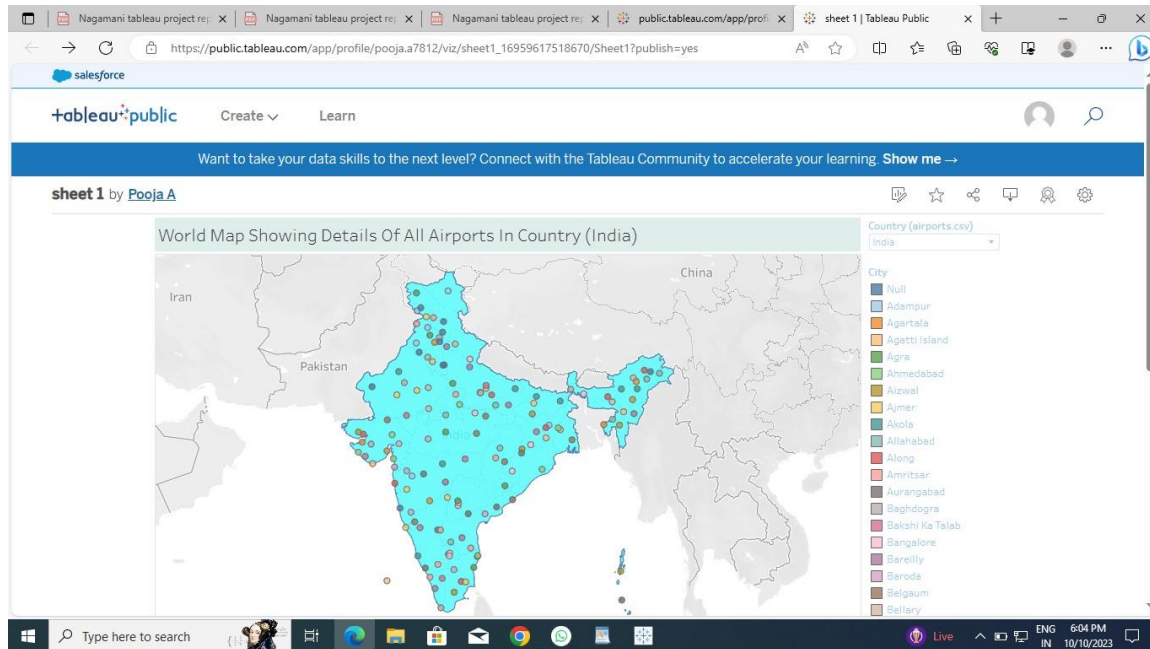 Nagamani tableau project rep
Nagamani tableau project rep
Nagamani tableau project rep
public.tableau.com/app/profi
sheet 1 | Tableau Public
https://public.tableau.com/app/profile/pooja.a7812/viz/sheet1_16959617518670/Sheet1?publish=yes
salesforce
+ableau public
Create
Learn
Want to take your data skills to the next level? Connect with the Tableau Community to accelerate your learning. Show me →
sheet 1 by Pooja A
World Map Showing Details Of All Airports In Country (India)
Iran
China
Pakistan
India
Country (airports.csv)
India
City
Null
Adampur
Agartala
Agatti Island
Agra
Ahmedabad
Aizwal
Ajmer
Akola
Allahabad
Along
Amritsar
Aurangabad
Baghdogra
Bakshi Ka Talab
Bangalore
Bareilly
Baroda
Belgaum
Bellary
Type here to search
Live
ENG
IN
6:04 PM
10/10/2023